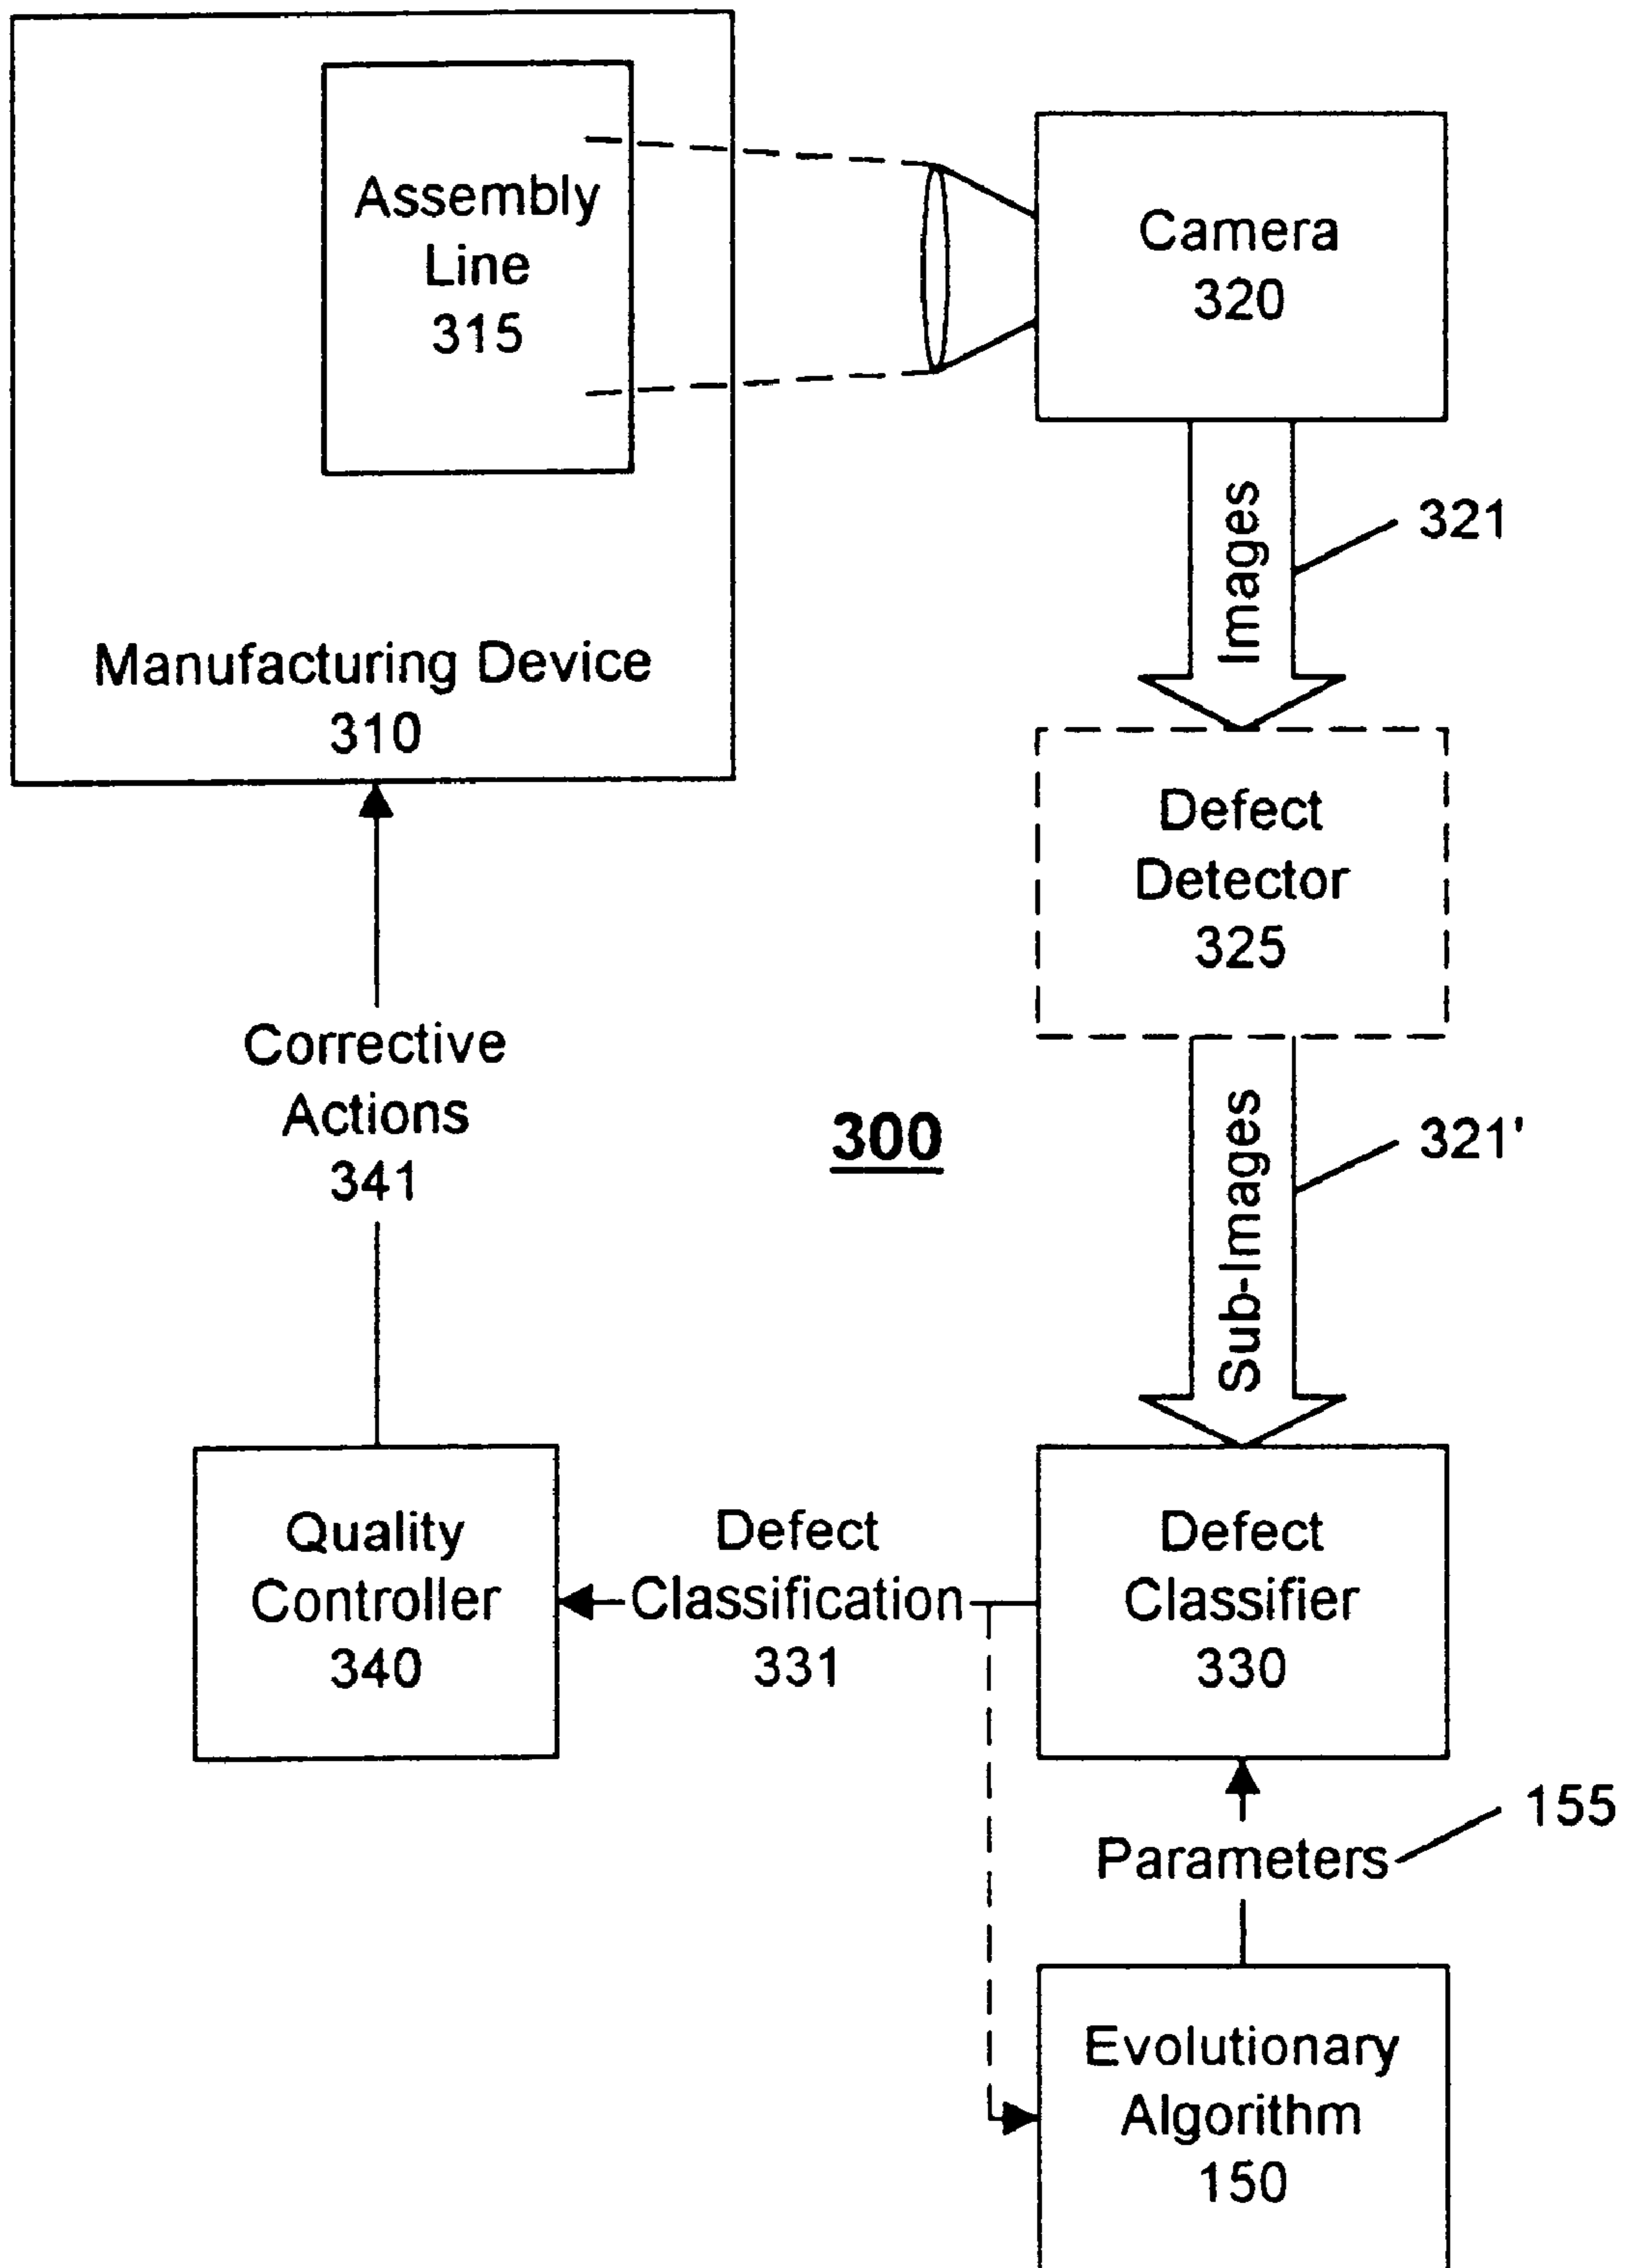 Assembly
Line
315
Manufacturing Device
310
Camera
320
Images
321
Defect
Detector
325
Sub-Images
321'
Corrective
Actions
341
300
Quality
Controller
340
Defect
Classification
331
Defect
Classifier
330
Parameters
155
Evolutionary
Algorithm
150